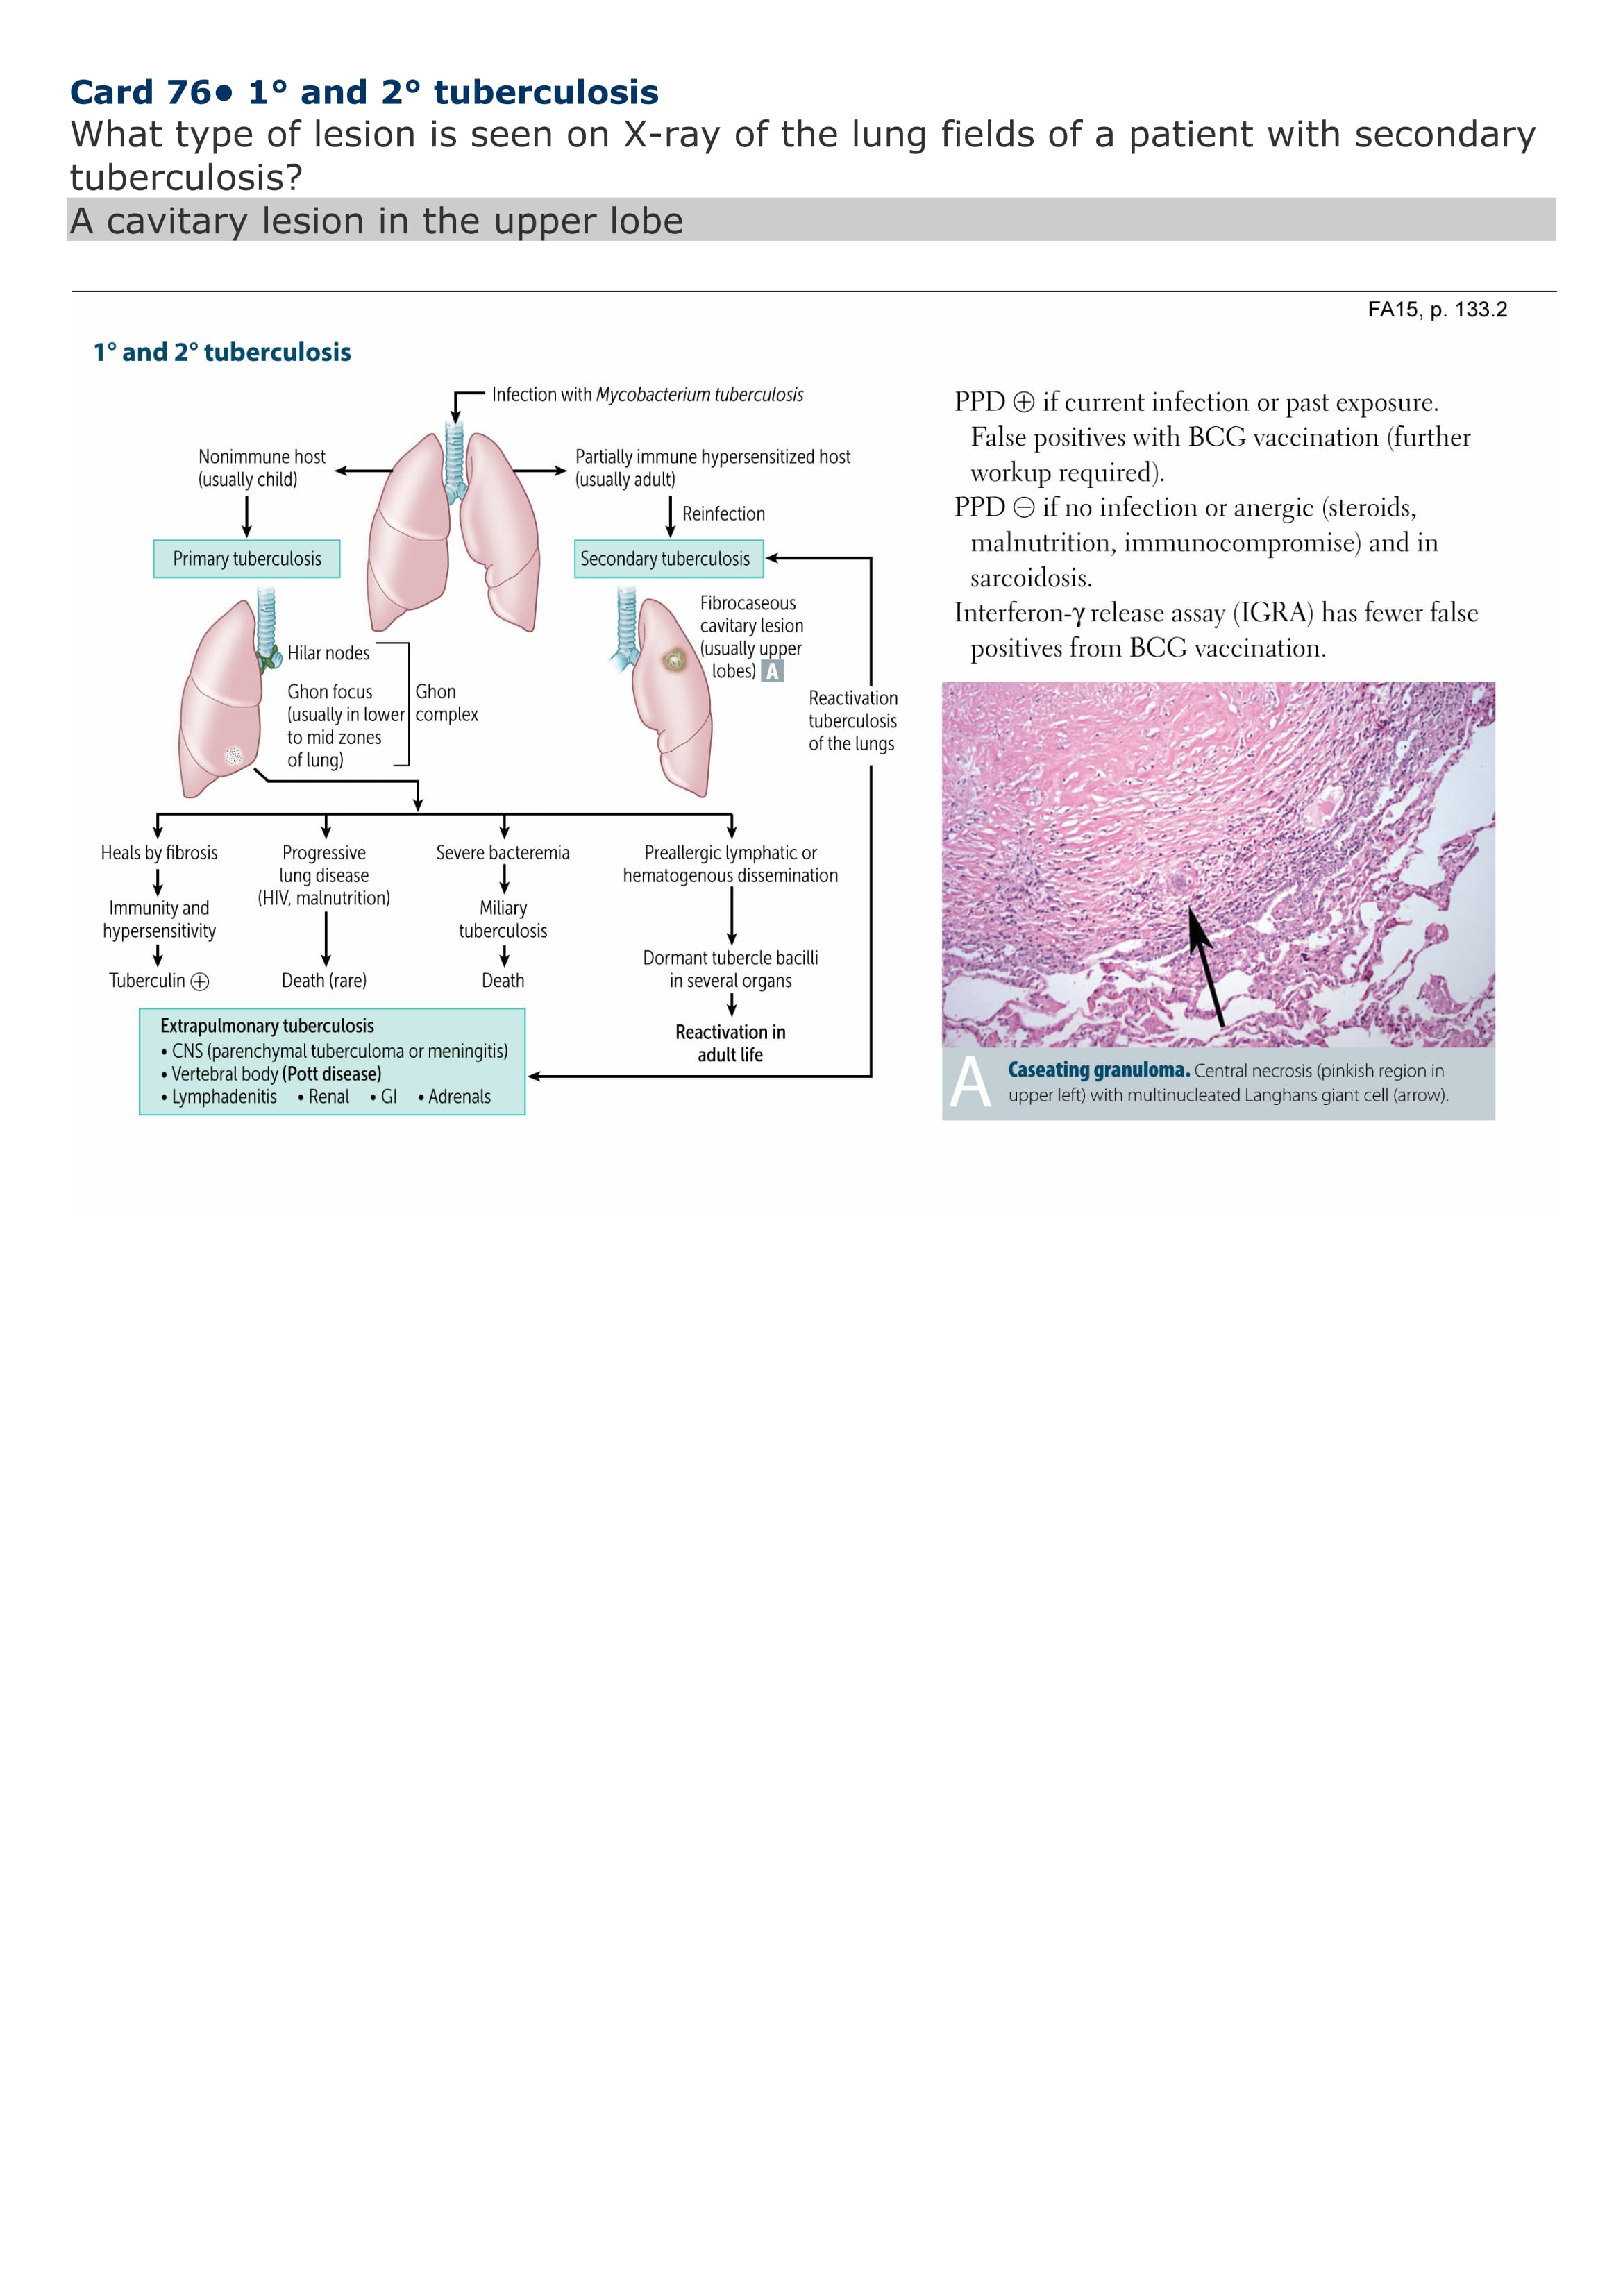 Card 76● 1° and 2° tuberculosis
What type of lesion is seen on X-ray of the lung fields of a patient with secondary
tuberculosis?
A cavitary lesion in the upper lobe
FA15, p. 133.2
1° and 2° tuberculosis
Infection with Mycobacterium tuberculosis
Nonimmune host
(usually child)
Partially immune hypersensitized host
(usually adult)
Reinfection
Primary tuberculosis
Secondary tuberculosis
Fibrocaseous
cavitary lesion
(usually upper
lobes) A
Hilar nodes
Ghon focus
(usually in lower
to mid zones
of lung)
Ghon
complex
Reactivation
tuberculosis
of the lungs
Heals by fibrosis
Immunity and
hypersensitivity
Tuberculin ⊕
Progressive
lung disease
(HIV, malnutrition)
Death (rare)
Severe bacteremia
Miliary
tuberculosis
Death
Preallergic lymphatic or
hematogenous dissemination
Dormant tubercle bacilli
in several organs
Reactivation in
adult life
Extrapulmonary tuberculosis
• CNS (parenchymal tuberculoma or meningitis)
• Vertebral body (Pott disease)
• Lymphadenitis • Renal • GI • Adrenals
PPD ⊕ if current infection or past exposure.
False positives with BCG vaccination (further
workup required).
PPD ⊖ if no infection or anergic (steroids,
malnutrition, immunocompromise) and in
sarcoidosis.
Interferon-γ release assay (IGRA) has fewer false
positives from BCG vaccination.
A Caseating granuloma. Central necrosis (pinkish region in
upper left) with multinucleated Langhans giant cell (arrow).